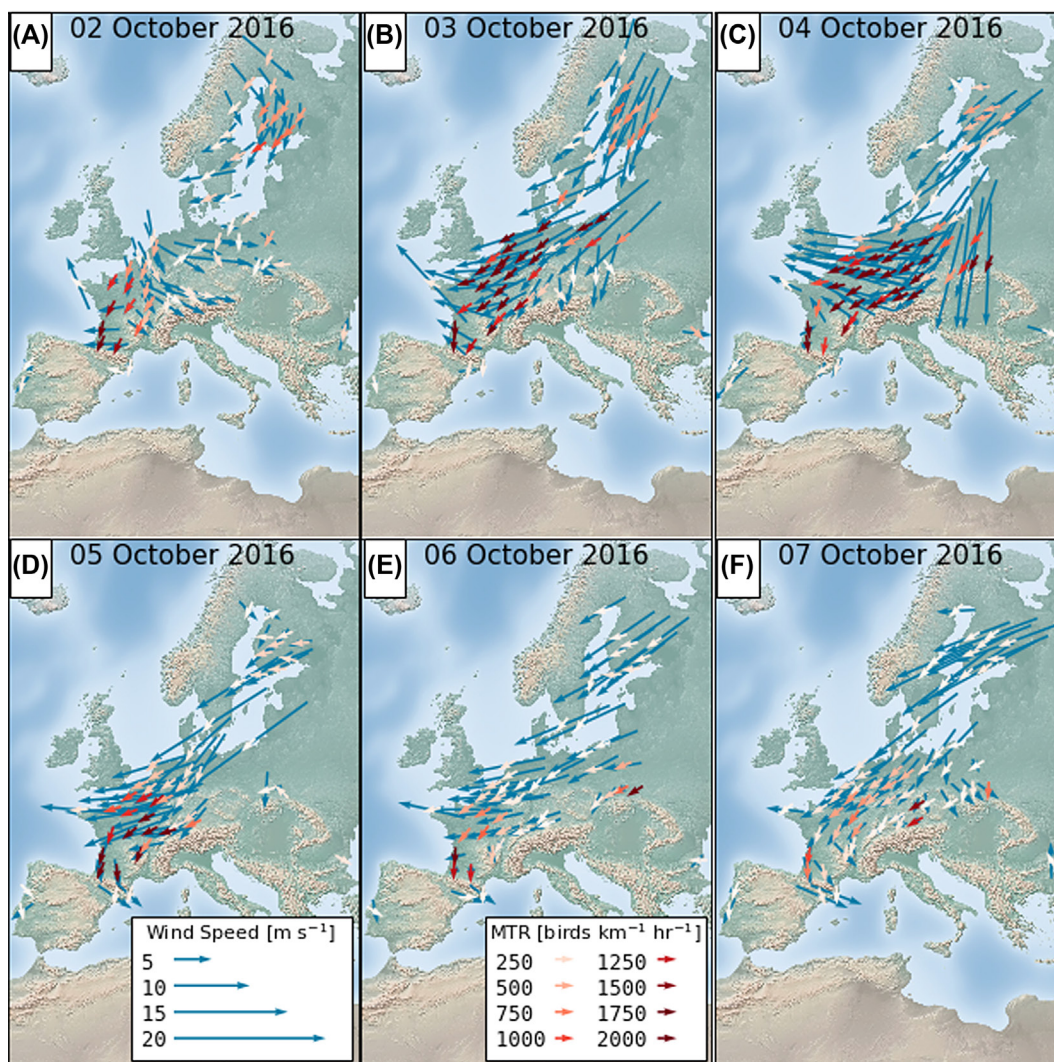 (A) 02 October 2016
(B) 03 October 2016
(C) 04 October 2016
(D) 05 October 2016
(E) 06 October 2016
(F) 07 October 2016
Wind Speed [m s⁻¹]
5
10
15
20
MTR [birds km⁻¹ hr⁻¹]
250 1250
500 1500
750 1750
1000 2000